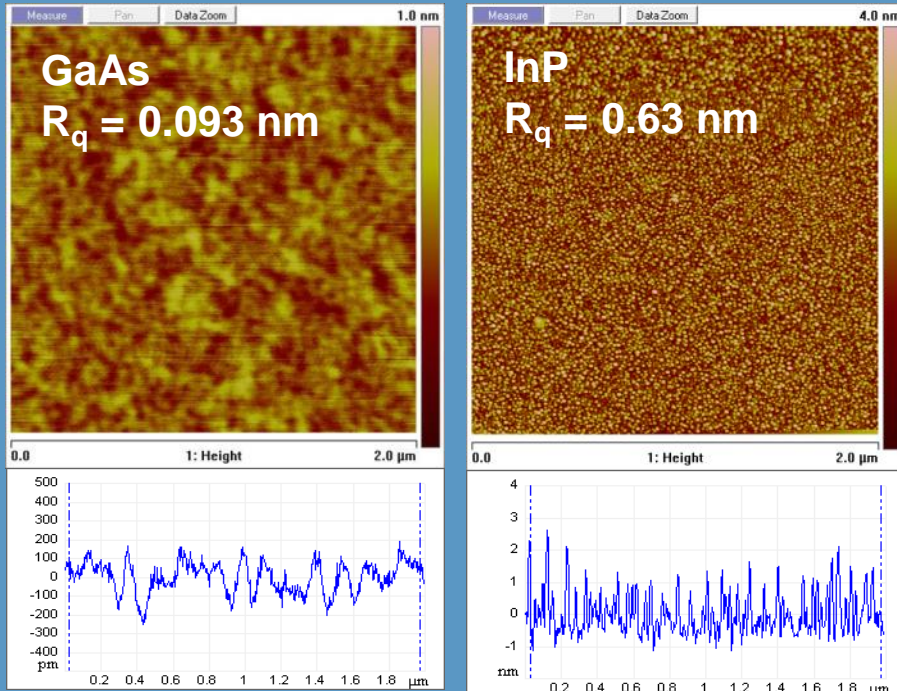 Measure Pan Data Zoom 1.0 nm
GaAs
R_q = 0.093 nm
0.0 1: Height 2.0 μm
500
400
300
200
100
0
-100
-200
-300
-400
pm
0.2 0.4 0.6 0.8 1 1.2 1.4 1.6 1.8 μm
Measure Pan Data Zoom 4.0 nm
InP
R_q = 0.63 nm
0.0 1: Height 2.0 μm
4
3
2
1
0
-1
nm
0.2 0.4 0.6 0.8 1 1.2 1.4 1.6 1.8 μm